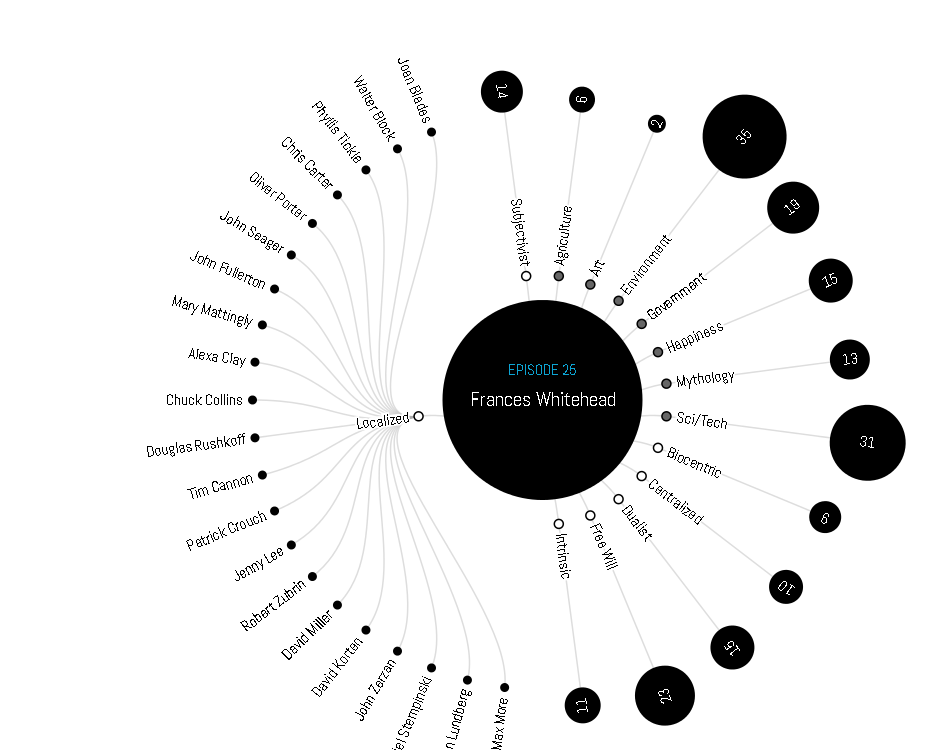 EPISODE 26
Frances Whitehead
Joan Blades
Walter Block
Phyllis Tickle
Chris Carter
Oliver Porter
John Seager
John Fullerton
Mary Mattingly
Alexa Clay
Chuck Collins
Douglas Rushkoff
Tim Cannon
Patrick Crouch
Jenny Lee
Robert Zubrin
David Miller
David Korten
John Zerzan
Stempinski
Lundberg
Max More
Localized
Subjectivist
14
Agriculture
6
Art
2
Environment
35
Government
19
Happiness
15
Mythology
13
Sci/Tech
31
Biocentric
Centralized
10
Dualist
15
Free Will
23
Intrinsic
11